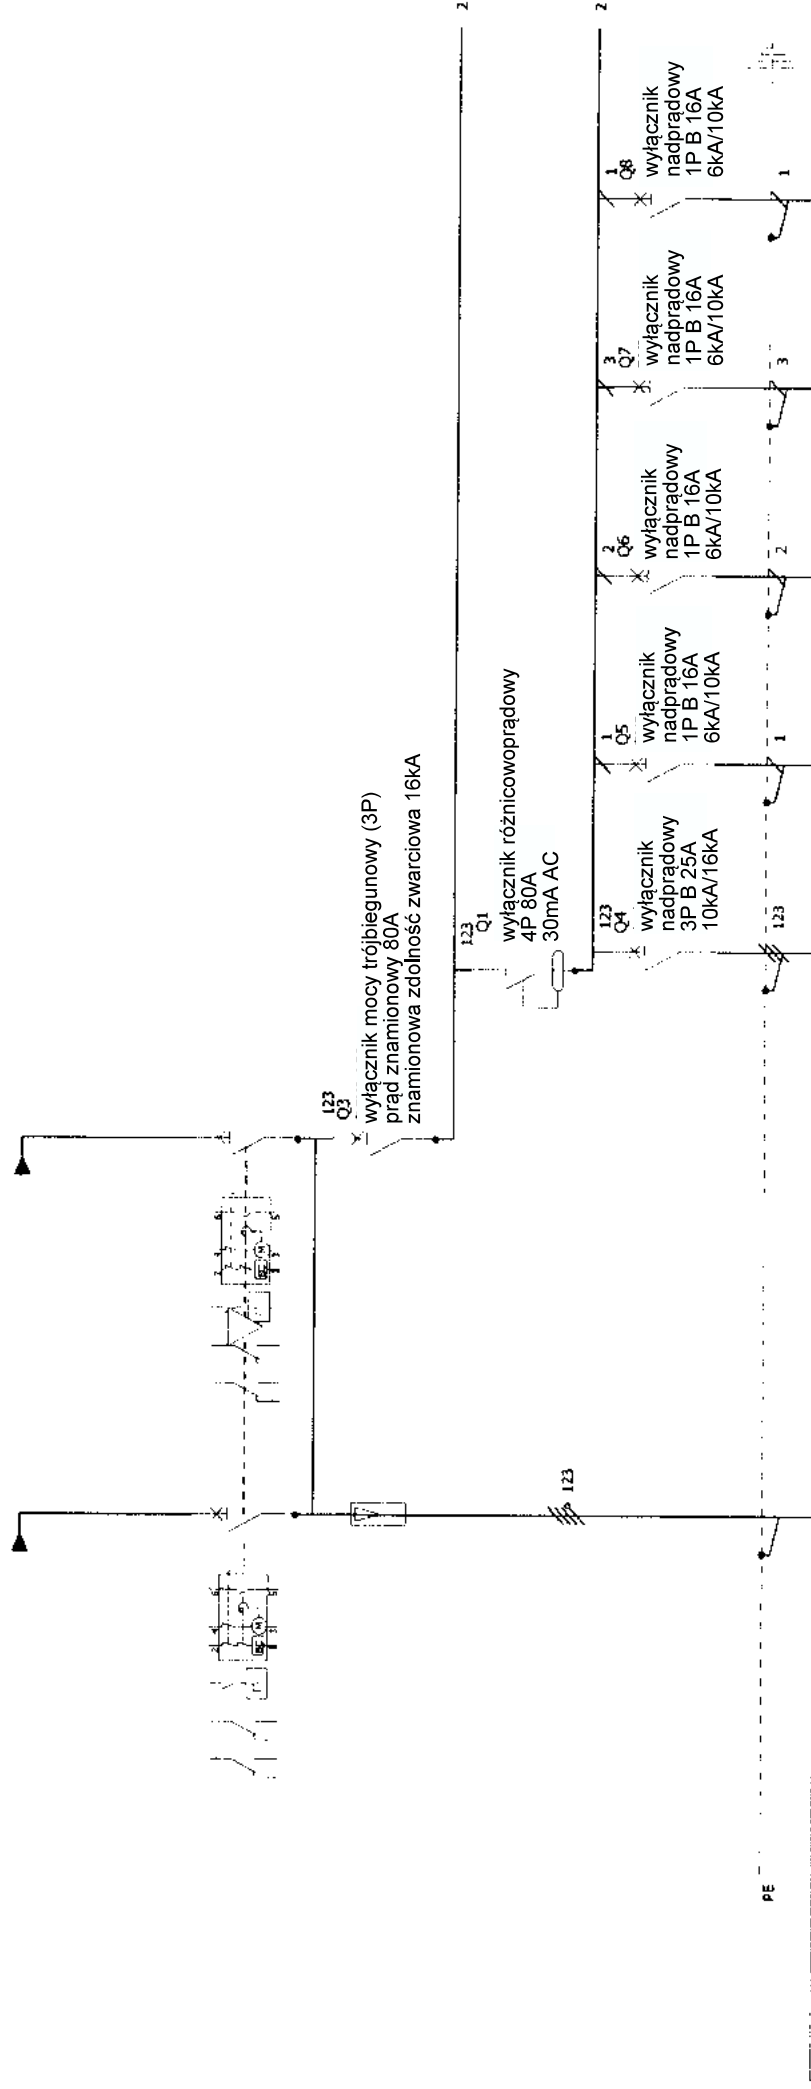 2
2
123
Q3
wyłącznik mocy trójbiegunowy (3P)
prąd znamionowy 80A
znamionowa zdolność zwarciowa 16kA
123
Q1
wyłącznik różnicowoprądowy
4P 80A
30mA AC
123
Q4
wyłącznik
nadprądowy
3P B 25A
10kA/16kA
1
Q5
wyłącznik
nadprądowy
1P B 16A
6kA/10kA
2
Q6
wyłącznik
nadprądowy
1P B 16A
6kA/10kA
3
Q7
wyłącznik
nadprądowy
1P B 16A
6kA/10kA
1
Q8
wyłącznik
nadprądowy
1P B 16A
6kA/10kA
M
M
123
PE
123
1
2
3
1